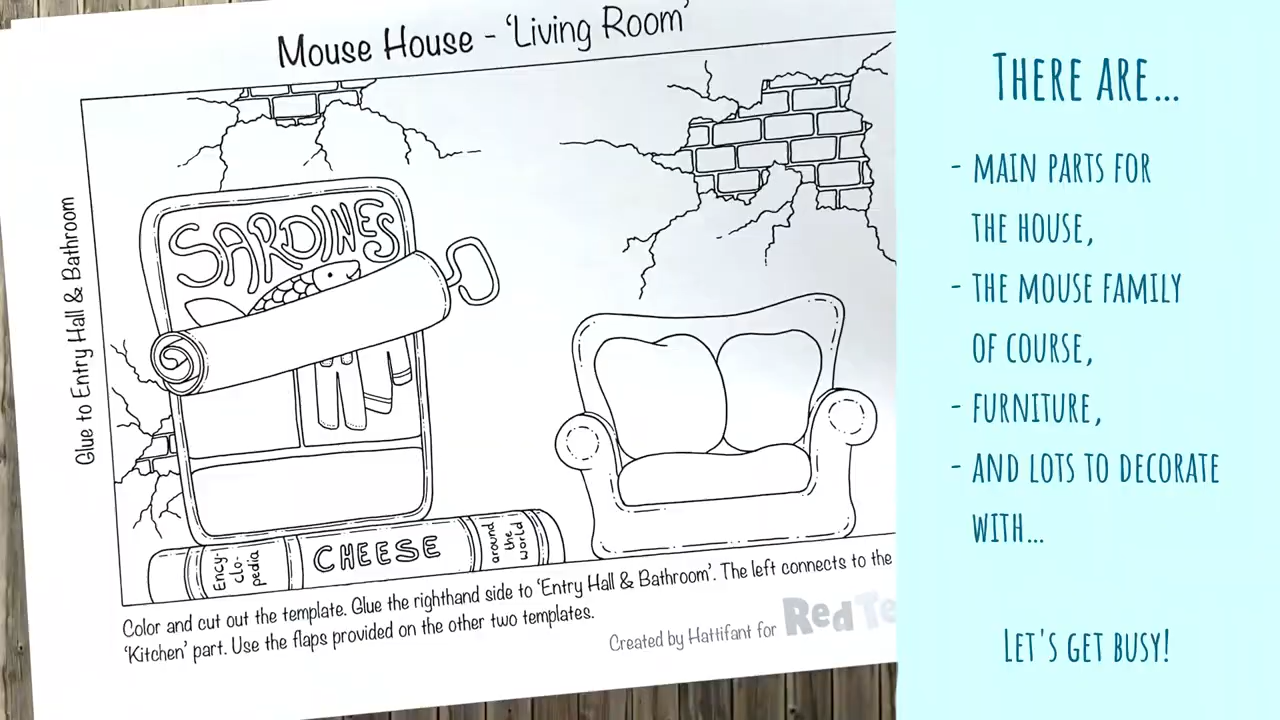 Mouse House - ‘Living Room’
Glue to Entry Hall & Bathroom
SARDINES
Ency-
clo-
pedia
CHEESE
around
the
world
Color and cut out the template. Glue the righthand side to ‘Entry Hall & Bathroom’. The left connects to the
‘Kitchen’ part. Use the flaps provided on the other two templates.
Created by Hattifant for Red Te
THERE ARE...
- MAIN PARTS FOR
THE HOUSE,
- THE MOUSE FAMILY
OF COURSE,
- FURNITURE,
- AND LOTS TO DECORATE
WITH...
LET'S GET BUSY!